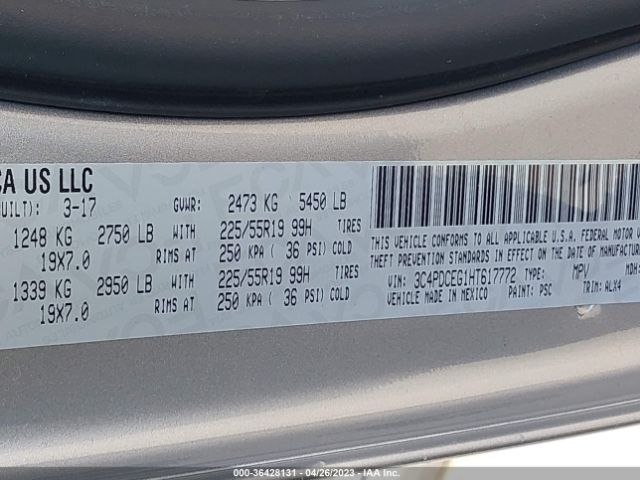 CA US LLC
UILT): 3-17 GVWR: 2473 KG 5450 LB
1248 KG 2750 LB WITH 225/55R19 99H TIRES
19X7.0 RIMS AT 250 KPA ( 36 PSI) COLD
1339 KG 2950 LB WITH 225/55R19 99H TIRES
19X7.0 RIMS AT 250 KPA ( 36 PSI) COLD
THIS VEHICLE CONFORMS TO ALL APPLICABLE U.S.A. FEDERAL MOTOR
THEFT PREVENTION STANDARDS IN EFFECT ON THE DATE OF MANUFACTUR
VIN: 3C4PDCEG1HT617772 TYPE: MPV MDH:
VEHICLE MADE IN MEXICO PAINT: PSC TRIM: ALX4
000-36428131 - 04/26/2023 - IAA Inc.